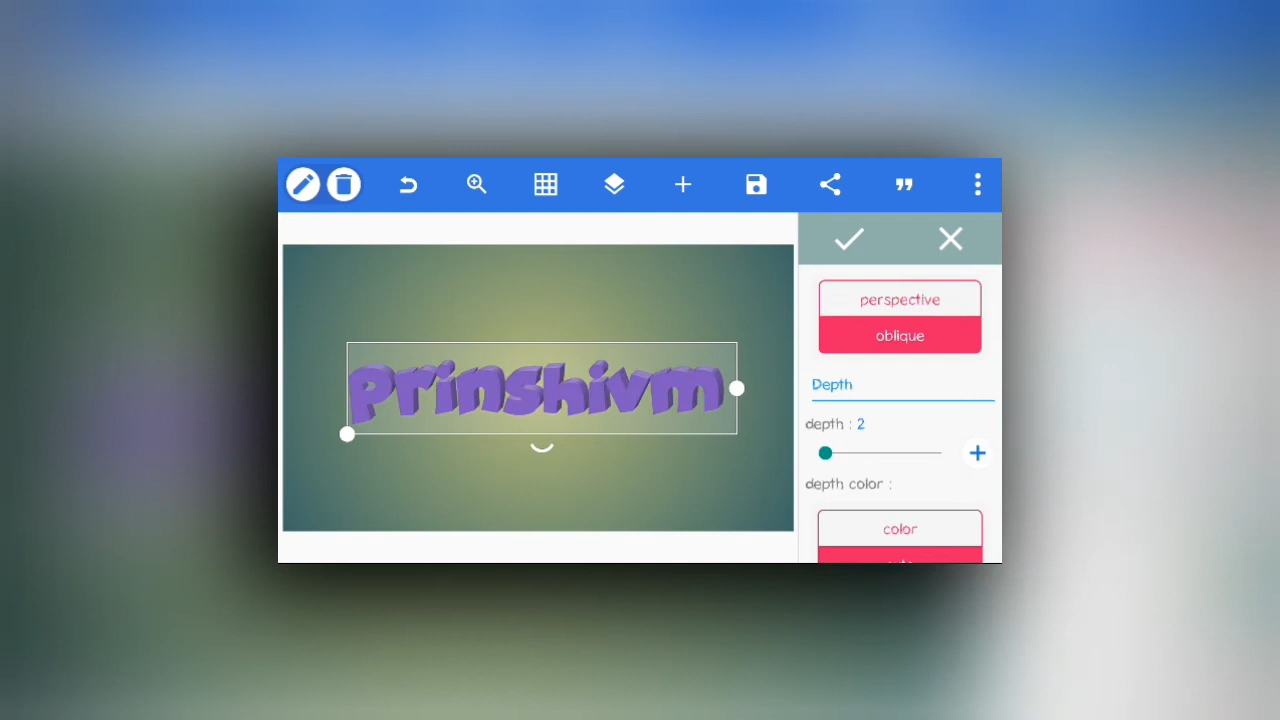 Prinshivm
perspective
oblique
Depth
depth : 2
depth color :
color